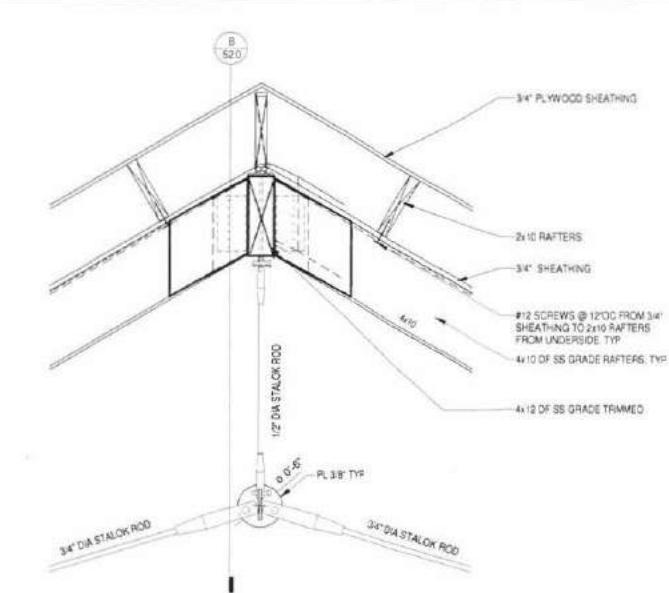 B
520
3/4" PLYWOOD SHEATHING
2x10 RAFTERS
3/4" SHEATHING
#12 SCREWS @ 12"OC FROM 3/4"
SHEATHING TO 2x10 RAFTERS
FROM UNDERSIDE, TYP
4x10
4x10 DF SS GRADE RAFTERS, TYP
4x12 DF SS GRADE TRIMMED
1/2" DIA STALOK ROD
0'-6"
PL 3/8" TYP
3/4" DIA STALOK ROD
3/4" DIA STALOK ROD